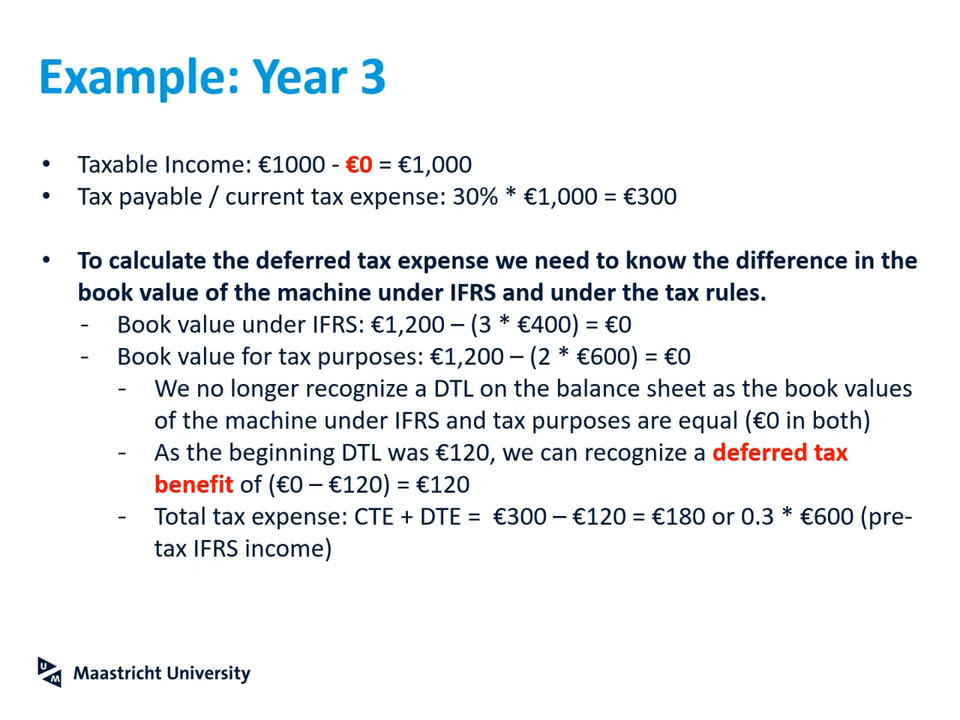 Example: Year 3
• Taxable Income: €1000 - €0 = €1,000
• Tax payable / current tax expense: 30% * €1,000 = €300
• To calculate the deferred tax expense we need to know the difference in the
book value of the machine under IFRS and under the tax rules.
- Book value under IFRS: €1,200 – (3 * €400) = €0
- Book value for tax purposes: €1,200 – (2 * €600) = €0
- We no longer recognize a DTL on the balance sheet as the book values
of the machine under IFRS and tax purposes are equal (€0 in both)
- As the beginning DTL was €120, we can recognize a deferred tax
benefit of (€0 – €120) = €120
- Total tax expense: CTE + DTE = €300 – €120 = €180 or 0.3 * €600 (pre-
tax IFRS income)
UM Maastricht University